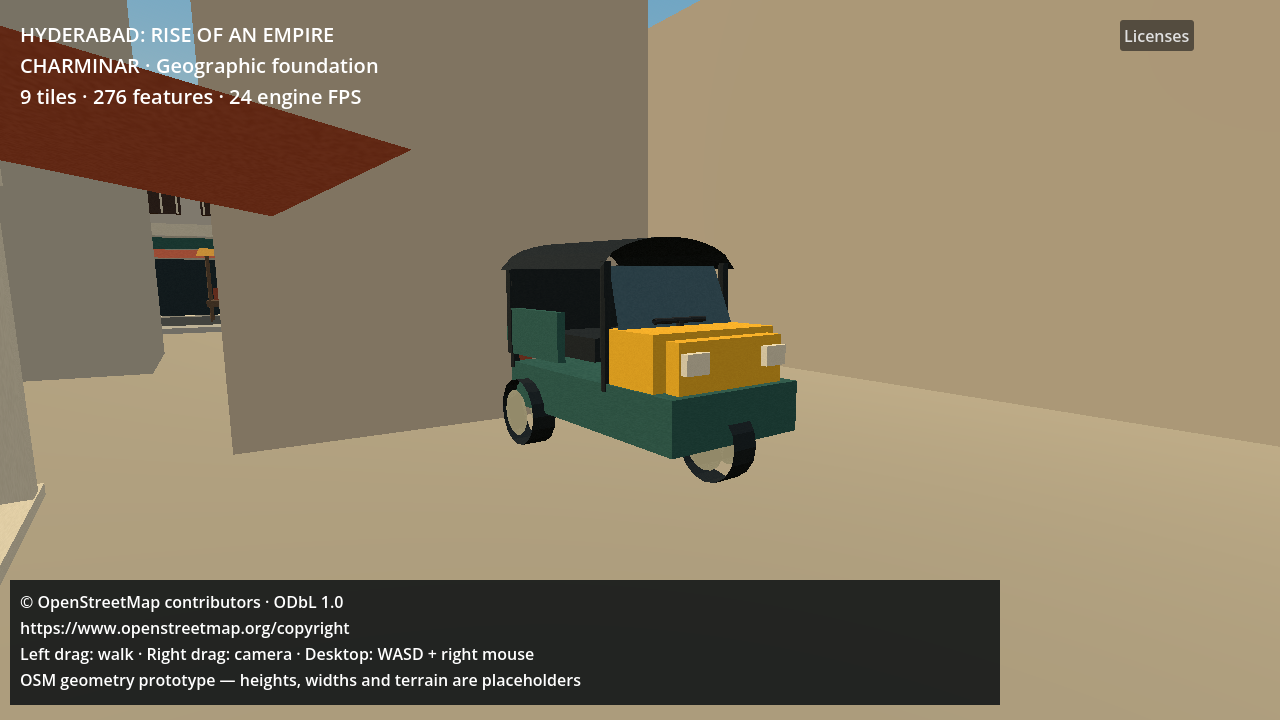 HYDERABAD: RISE OF AN EMPIRE
CHARMINAR · Geographic foundation
9 tiles · 276 features · 24 engine FPS
Licenses
© OpenStreetMap contributors · ODbL 1.0
https://www.openstreetmap.org/copyright
Left drag: walk · Right drag: camera · Desktop: WASD + right mouse
OSM geometry prototype — heights, widths and terrain are placeholders